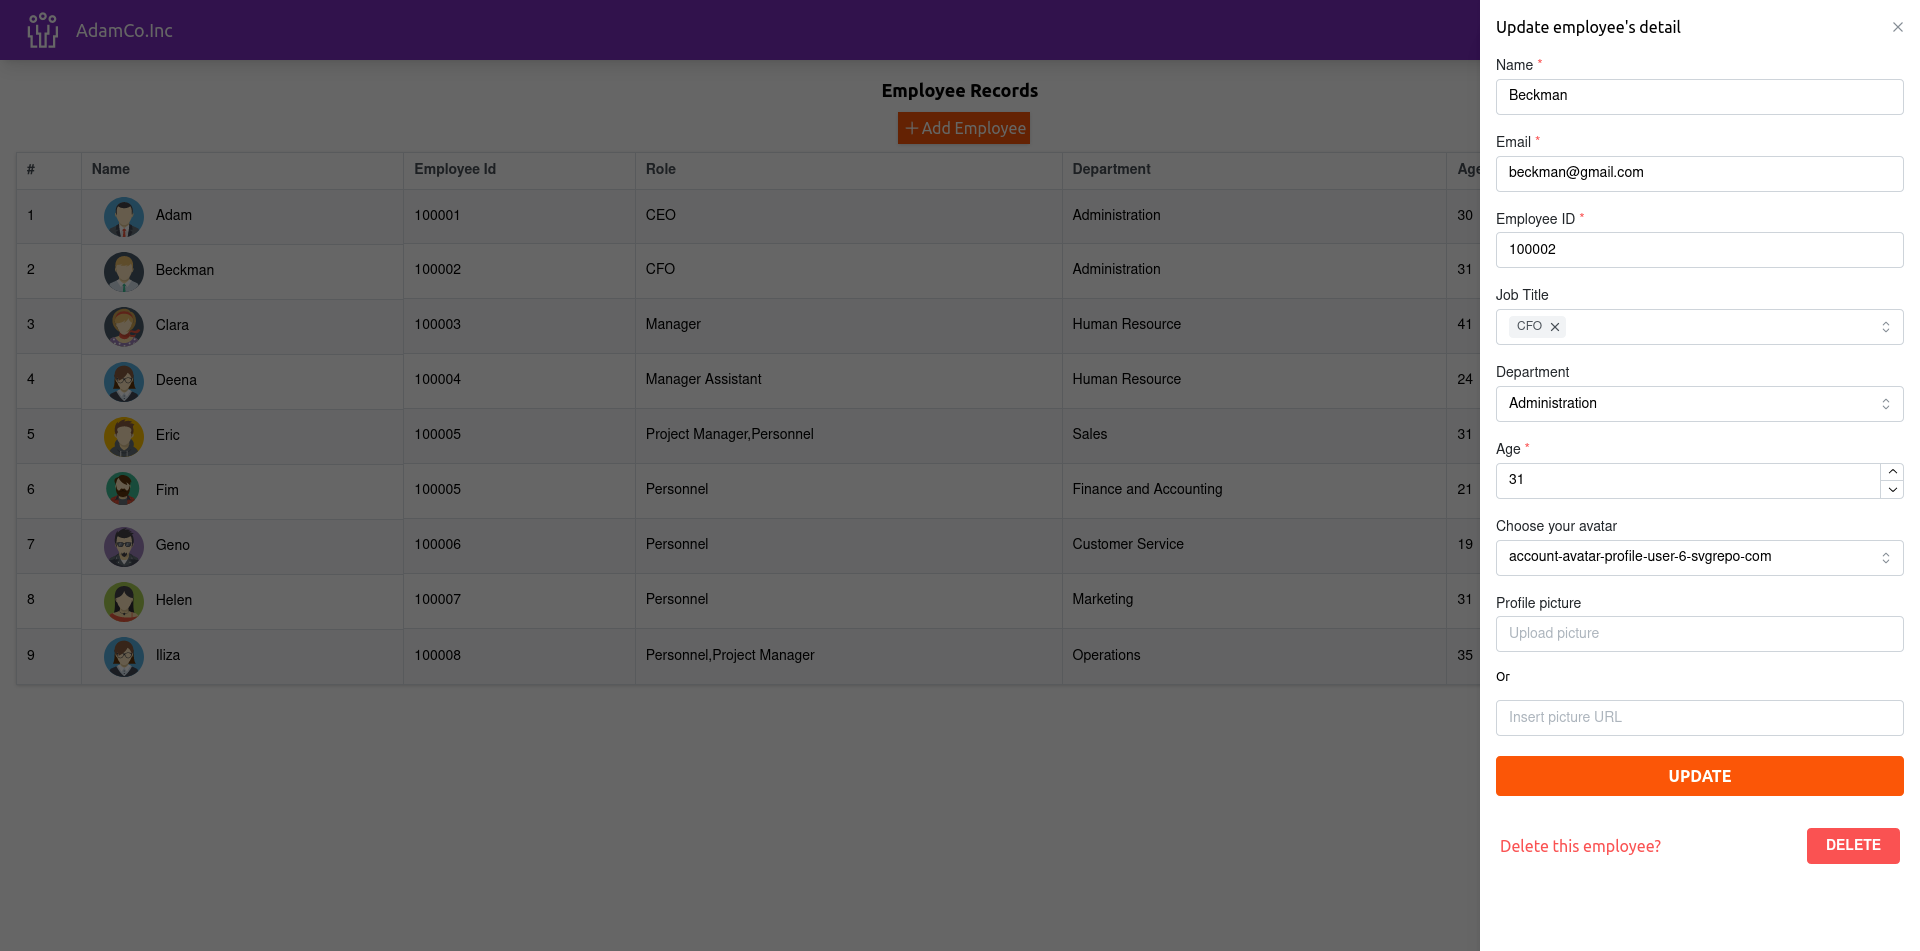 AdamCo.Inc
Employee Records
+ Add Employee
# Name Employee Id Role Department Age
1 Adam 100001 CEO Administration 30
2 Beckman 100002 CFO Administration 31
3 Clara 100003 Manager Human Resource 41
4 Deena 100004 Manager Assistant Human Resource 24
5 Eric 100005 Project Manager,Personnel Sales 31
6 Fim 100005 Personnel Finance and Accounting 21
7 Geno 100006 Personnel Customer Service 19
8 Helen 100007 Personnel Marketing 31
9 Iliza 100008 Personnel,Project Manager Operations 35
Update employee's detail
Name *
Beckman
Email *
beckman@gmail.com
Employee ID *
100002
Job Title
CFO
Department
Administration
Age *
31
Choose your avatar
account-avatar-profile-user-6-svgrepo-com
Profile picture
Upload picture
Or
Insert picture URL
UPDATE
Delete this employee? DELETE